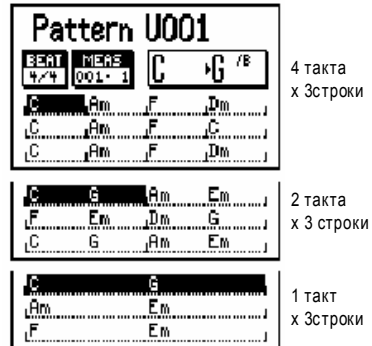 Pattern U001
BEAT MEAS C ▸G /B
4/4 001· 1
C Am F Dm
C Am F C
C Am F Dm
4 такта
x 3строки
C G Am Em
F Em Dm G
C G Am Em
2 такта
x 3 строки
C G
Am Em
F Em
1 такт
x 3строки